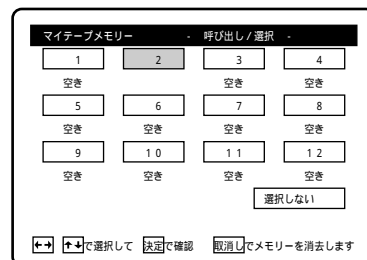 マイテープメモリー - 呼び出し / 選択 -
1 2 3 4
空き 空き 空き
5 6 7 8
空き 空き 空き 空き
9 10 11 12
空き 空き 空き 空き
選択しない
←→ ↑↓で選択して 決定で確認 取消しでメモリーを消去します